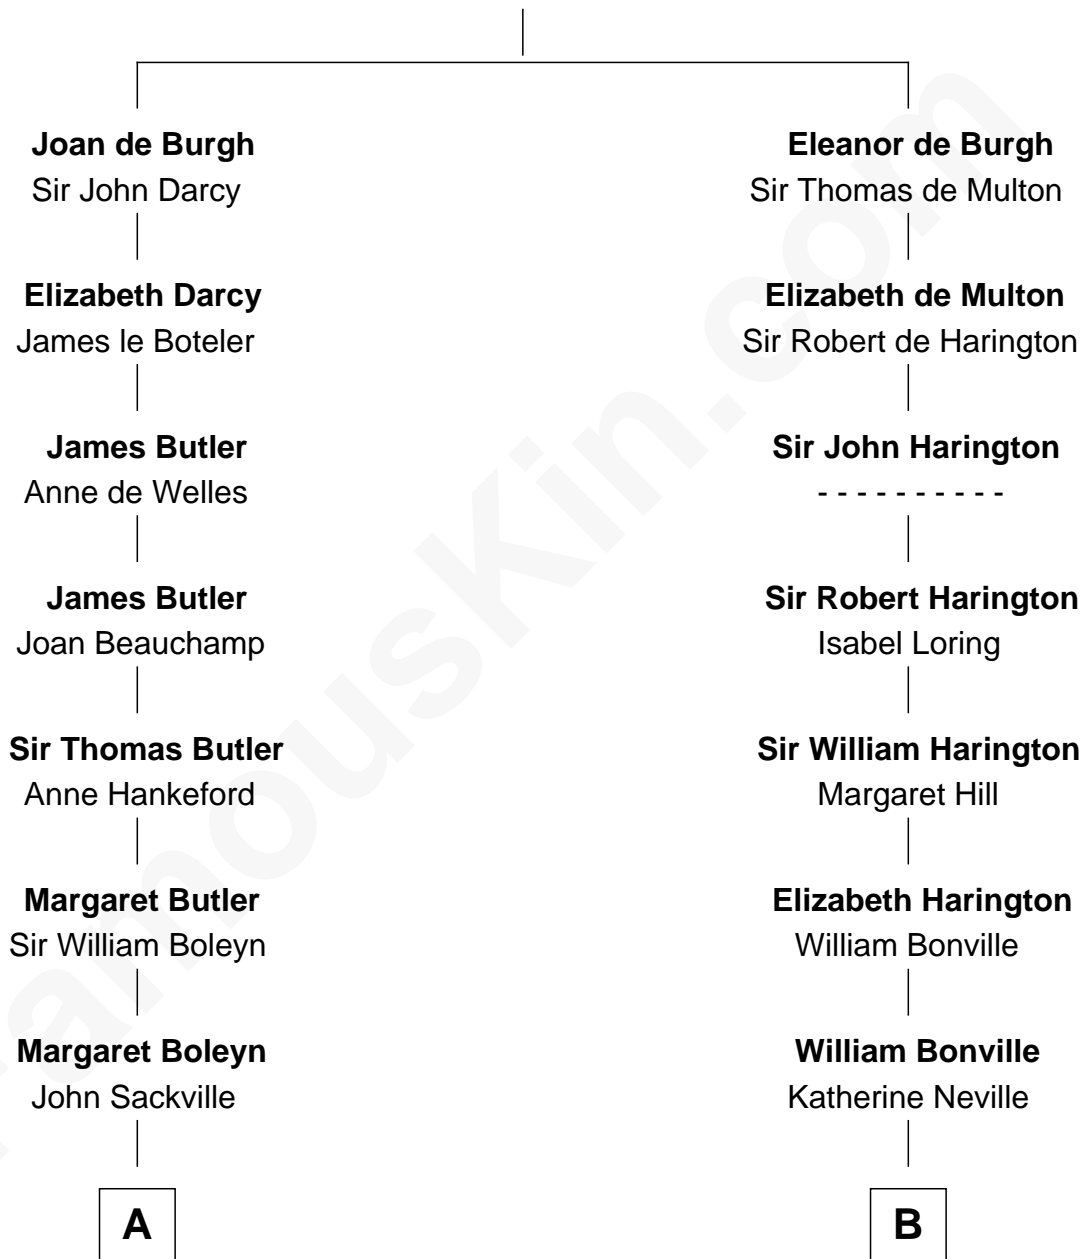 Joan de Burgh
Sir John Darcy
Elizabeth Darcy
James le Boteler
James Butler
Anne de Welles
James Butler
Joan Beauchamp
Sir Thomas Butler
Anne Hankeford
Margaret Butler
Sir William Boleyn
Margaret Boleyn
John Sackville
A
Eleanor de Burgh
Sir Thomas de Multon
Elizabeth de Multon
Sir Robert de Harington
Sir John Harington
- - - - - - - - - -
Sir Robert Harington
Isabel Loring
Sir William Harington
Margaret Hill
Elizabeth Harington
William Bonville
William Bonville
Katherine Neville
B
FamousKin.com